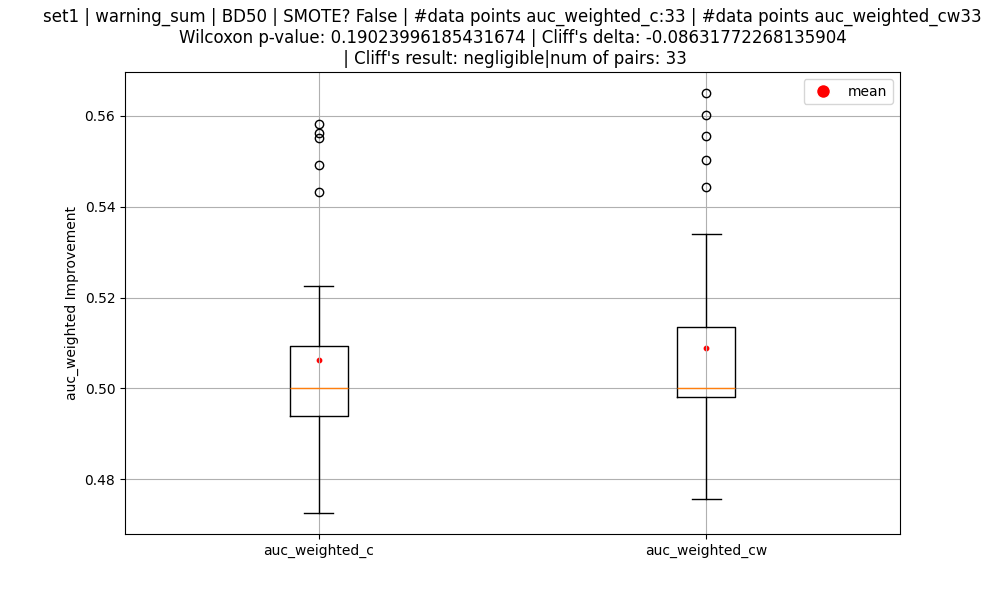 set1 | warning_sum | BD50 | SMOTE? False | #data points auc_weighted_c:33 | #data points auc_weighted_cw33
Wilcoxon p-value: 0.19023996185431674 | Cliff's delta: -0.08631772268135904
| Cliff's result: negligible|num of pairs: 33
mean
0.56
0.54
0.52
0.50
0.48
auc_weighted Improvement
auc_weighted_c
auc_weighted_cw